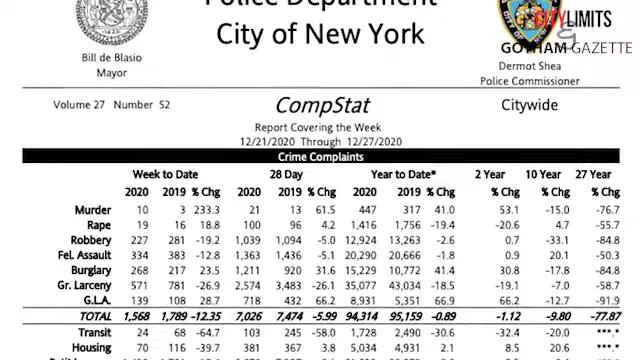 Police Department
City of New York
Bill de Blasio
Mayor
CITYLIMITS
&
GOTHAM GAZETTE
Dermot Shea
Police Commissioner
Volume 27 Number 52
CompStat
Citywide
Report Covering the Week
12/21/2020 Through 12/27/2020
Crime Complaints
Week to Date 28 Day Year to Date* 2 Year 10 Year 27 Year
2020 2019 % Chg 2020 2019 % Chg 2020 2019 % Chg % Chg % Chg % Chg
Murder 10 3 233.3 21 13 61.5 447 317 41.0 53.1 -15.0 -76.7
Rape 19 16 18.8 100 96 4.2 1,416 1,756 -19.4 -20.6 4.7 -55.7
Robbery 227 281 -19.2 1,039 1,094 -5.0 12,924 13,263 -2.6 0.7 -33.1 -84.8
Fel. Assault 334 383 -12.8 1,363 1,436 -5.1 20,290 20,666 -1.8 0.9 20.1 -50.3
Burglary 268 217 23.5 1,211 920 31.6 15,229 10,772 41.4 30.8 -17.8 -84.8
Gr. Larceny 571 781 -26.9 2,574 3,483 -26.1 35,077 43,034 -18.5 -19.1 -7.0 -58.7
G.L.A. 139 108 28.7 718 432 66.2 8,931 5,351 66.9 66.2 -12.7 -91.9
TOTAL 1,568 1,789 -12.35 7,026 7,474 -5.99 94,314 95,159 -0.89 -1.12 -9.80 -77.87
Transit 24 68 -64.7 103 245 -58.0 1,728 2,490 -30.6 -32.4 -20.0 ***.*
Housing 70 116 -39.7 381 367 3.8 5,034 4,931 2.1 8.5 20.6 ***.*